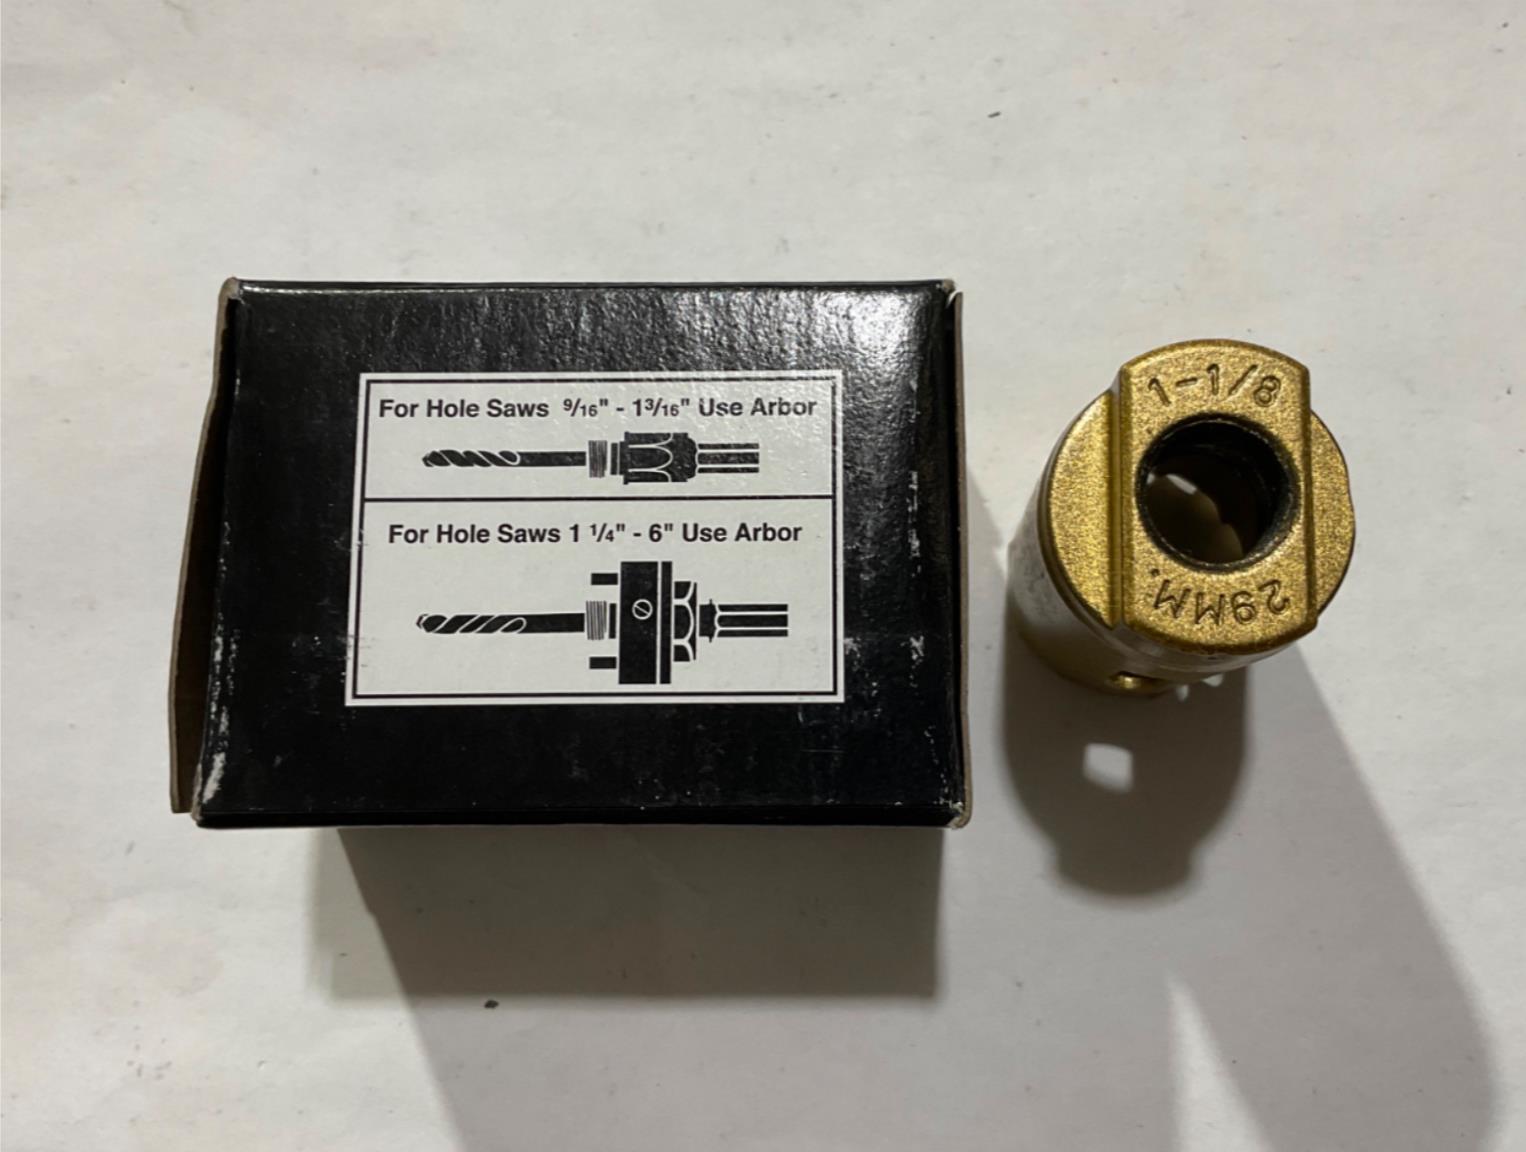 For Hole Saws 9/16" - 13/16" Use Arbor
For Hole Saws 1 1/4" - 6" Use Arbor
1-1/8
29MM.